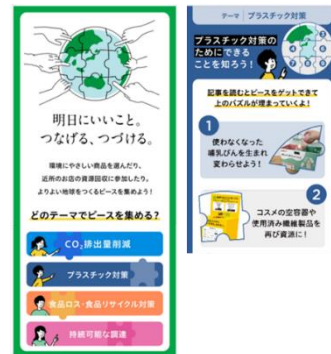 明日にいいこと。
つなげる、つづける。
環境にやさしい商品を選んだり、
近所のお店の資源回収に参加したり。
よりよい地球をつくるピースを集めよう！
どのテーマでピースを集める？
CO₂排出量削減
プラスチック対策
食品ロス・食品リサイクル対策
持続可能な調達
テーマ プラスチック対策
プラスチック対策の
ためにできる
ことを知ろう！
記事を読むとピースをゲットできて
上のパズルが埋まっていくよ！
1
使わなくなった
哺乳びんを生まれ
変わらせよう！
2
コスメの空容器や
使用済み繊維製品を
再び資源に！